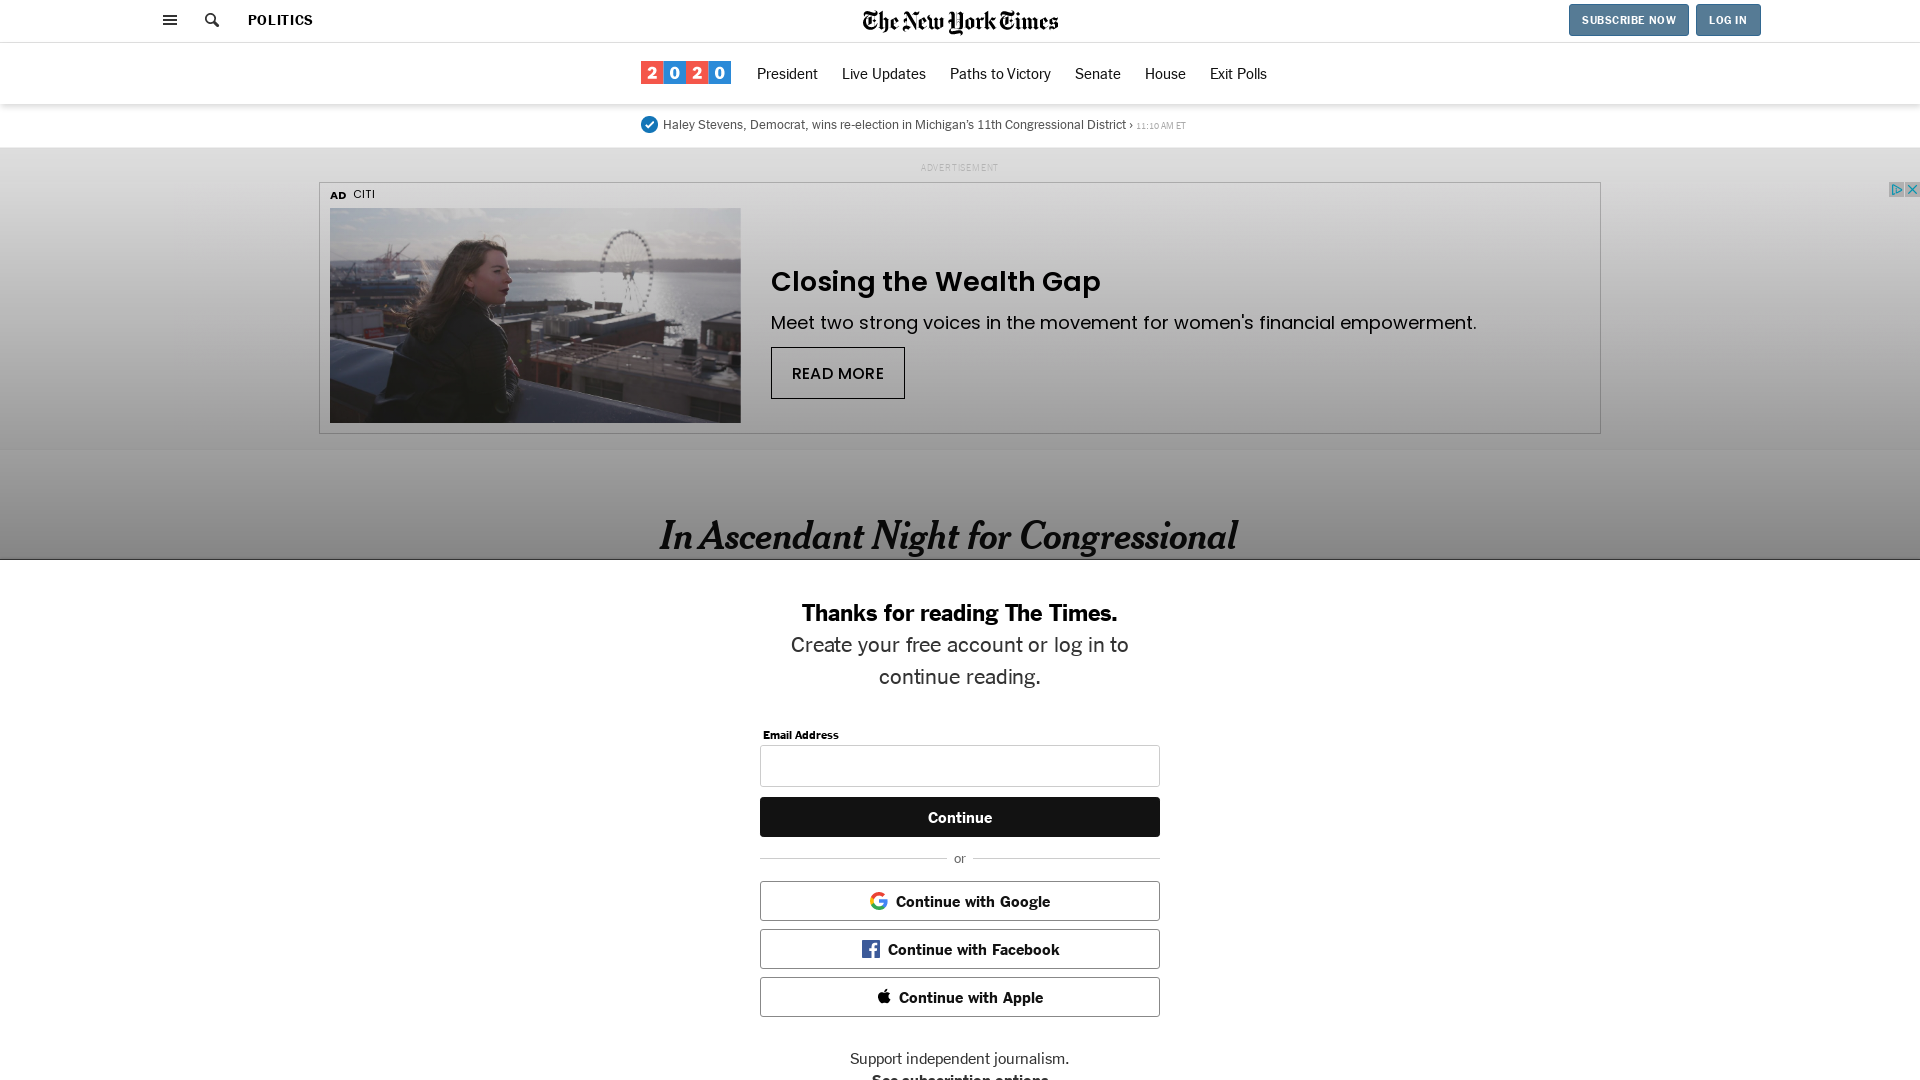 POLITICS
The New York Times
SUBSCRIBE NOW
LOG IN
2020
President
Live Updates
Paths to Victory
Senate
House
Exit Polls
Haley Stevens, Democrat, wins re-election in Michigan’s 11th Congressional District › 11:10 AM ET
ADVERTISEMENT
AD CITI
Closing the Wealth Gap
Meet two strong voices in the movement for women's financial empowerment.
READ MORE
In Ascendant Night for Congressional
Thanks for reading The Times.
Create your free account or log in to
continue reading.
Email Address
Continue
or
Continue with Google
Continue with Facebook
Continue with Apple
Support independent journalism.
See subscription options